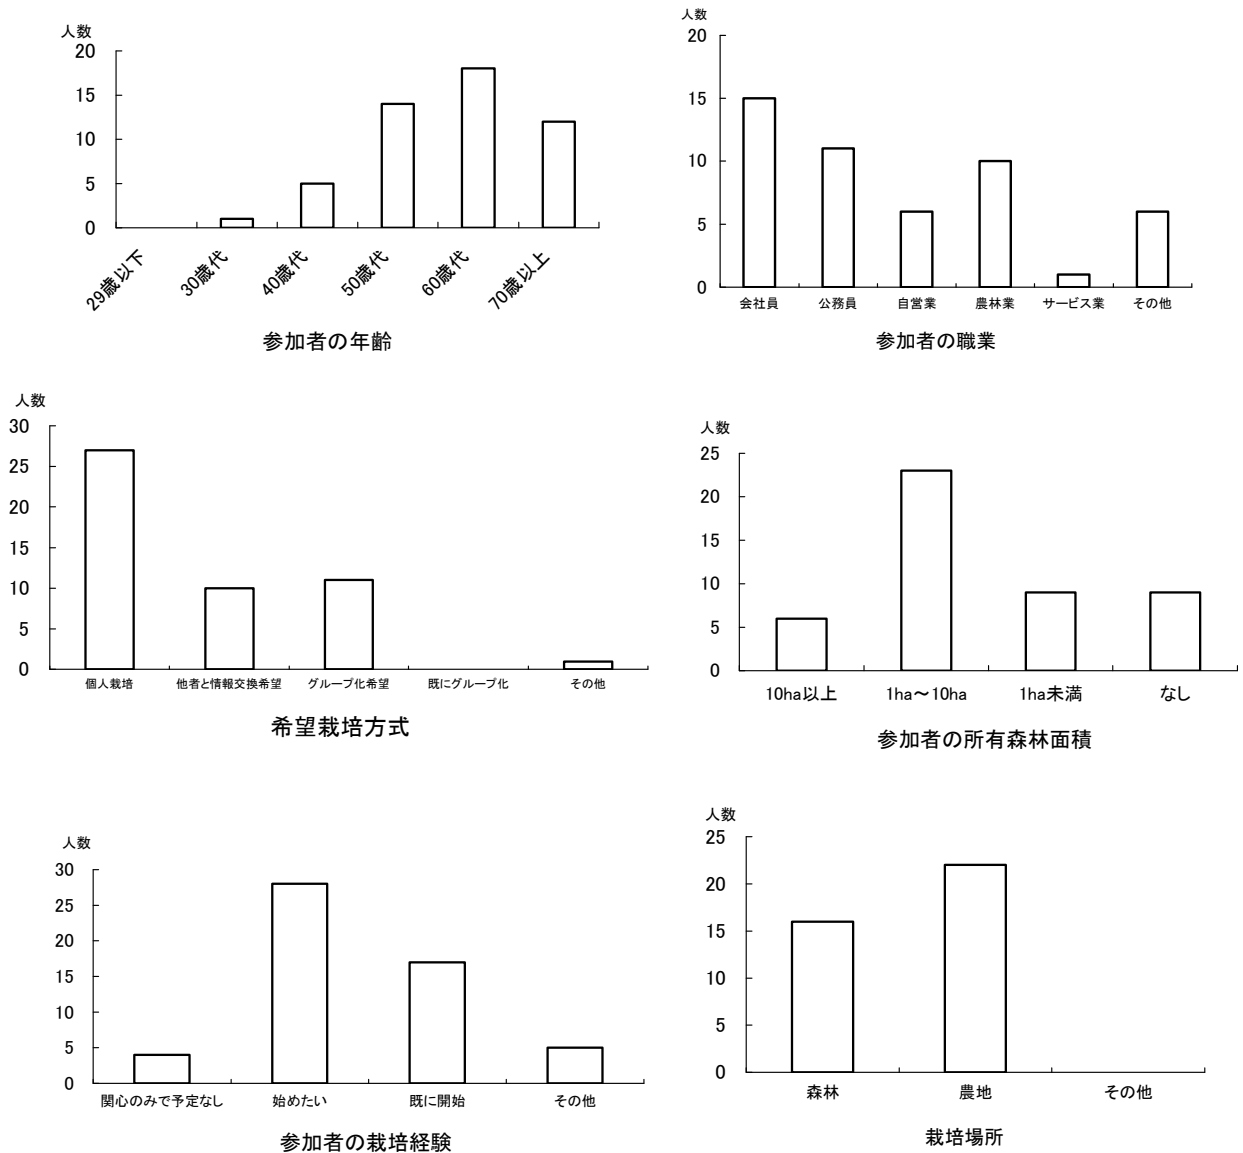 人数
20
15
10
5
0
29歳以下
30歳代
40歳代
50歳代
60歳代
70歳以上
参加者の年齢
人数
20
15
10
5
0
会社員 公務員 自営業 農林業 サービス業 その他
参加者の職業
人数
30
25
20
15
10
5
0
個人栽培 他者と情報交換希望 グループ化希望 既にグループ化 その他
希望栽培方式
人数
25
20
15
10
5
0
10ha以上 1ha～10ha 1ha未満 なし
参加者の所有森林面積
人数
30
25
20
15
10
5
0
関心のみで予定なし 始めたい 既に開始 その他
参加者の栽培経験
人数
25
20
15
10
5
0
森林 農地 その他
栽培場所